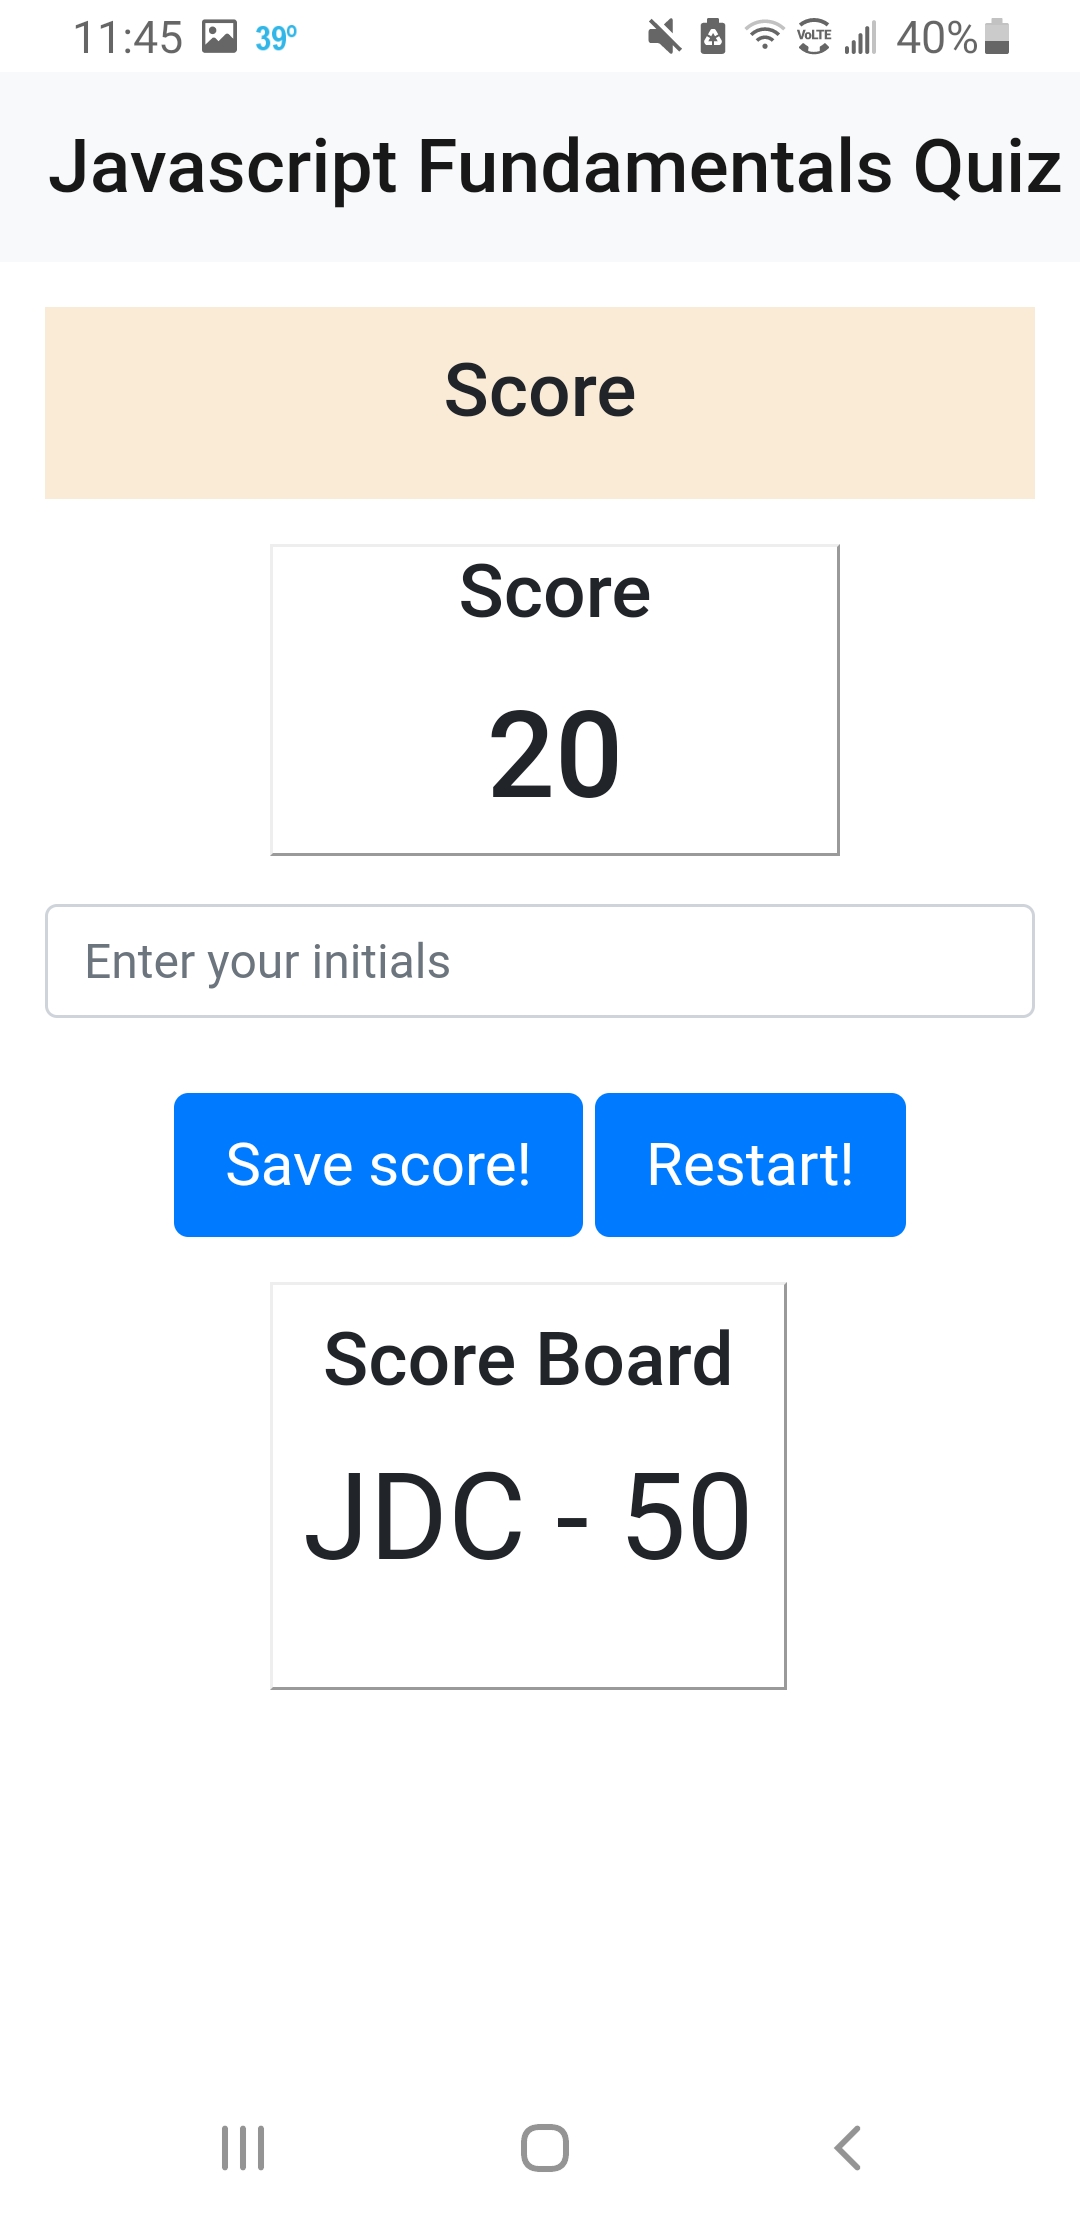 11:45 39° VoLTE 40%
Javascript Fundamentals Quiz
Score
Score
20
Enter your initials
Save score! Restart!
Score Board
JDC - 50